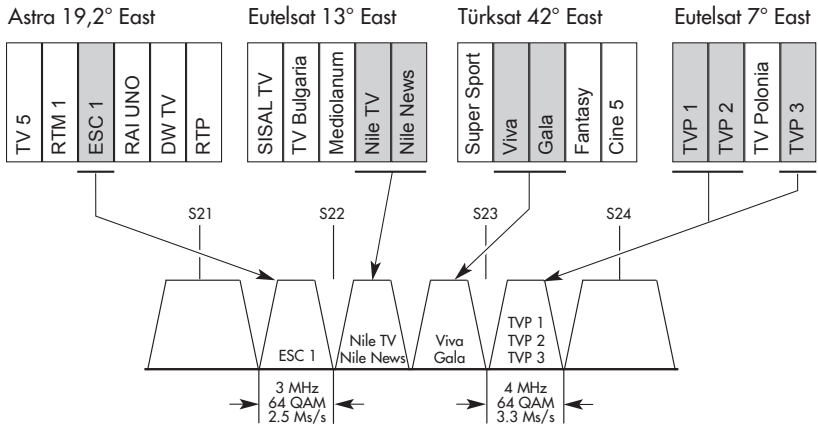 Astra 19,2° East
Eutelsat 13° East
Türksat 42° East
Eutelsat 7° East
TV 5
RTM 1
ESC 1
RAI UNO
DW TV
RTP
SISAL TV
TV Bulgaria
Mediolanum
Nile TV
Nile News
Super Sport
Viva
Gala
Fantasy
Cine 5
TVP 1
TVP 2
TV Polonia
TVP 3
S21
S22
S23
S24
ESC 1
Nile TV
Nile News
Viva
Gala
TVP 1
TVP 2
TVP 3
3 MHz
64 QAM
2.5 Ms/s
4 MHz
64 QAM
3.3 Ms/s